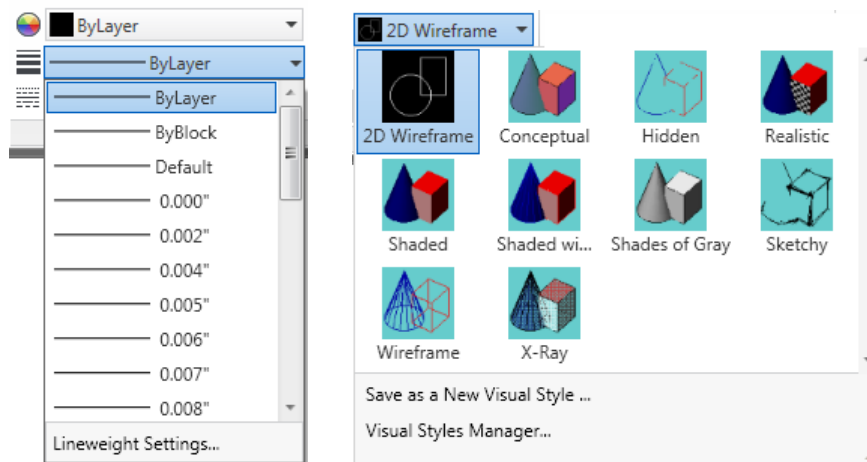 ByLayer
ByLayer
ByLayer
ByBlock
Default
0.000"
0.002"
0.004"
0.005"
0.006"
0.007"
0.008"
Lineweight Settings...
2D Wireframe
2D Wireframe Conceptual Hidden Realistic
Shaded Shaded wi... Shades of Gray Sketchy
Wireframe X-Ray
Save as a New Visual Style ...
Visual Styles Manager...